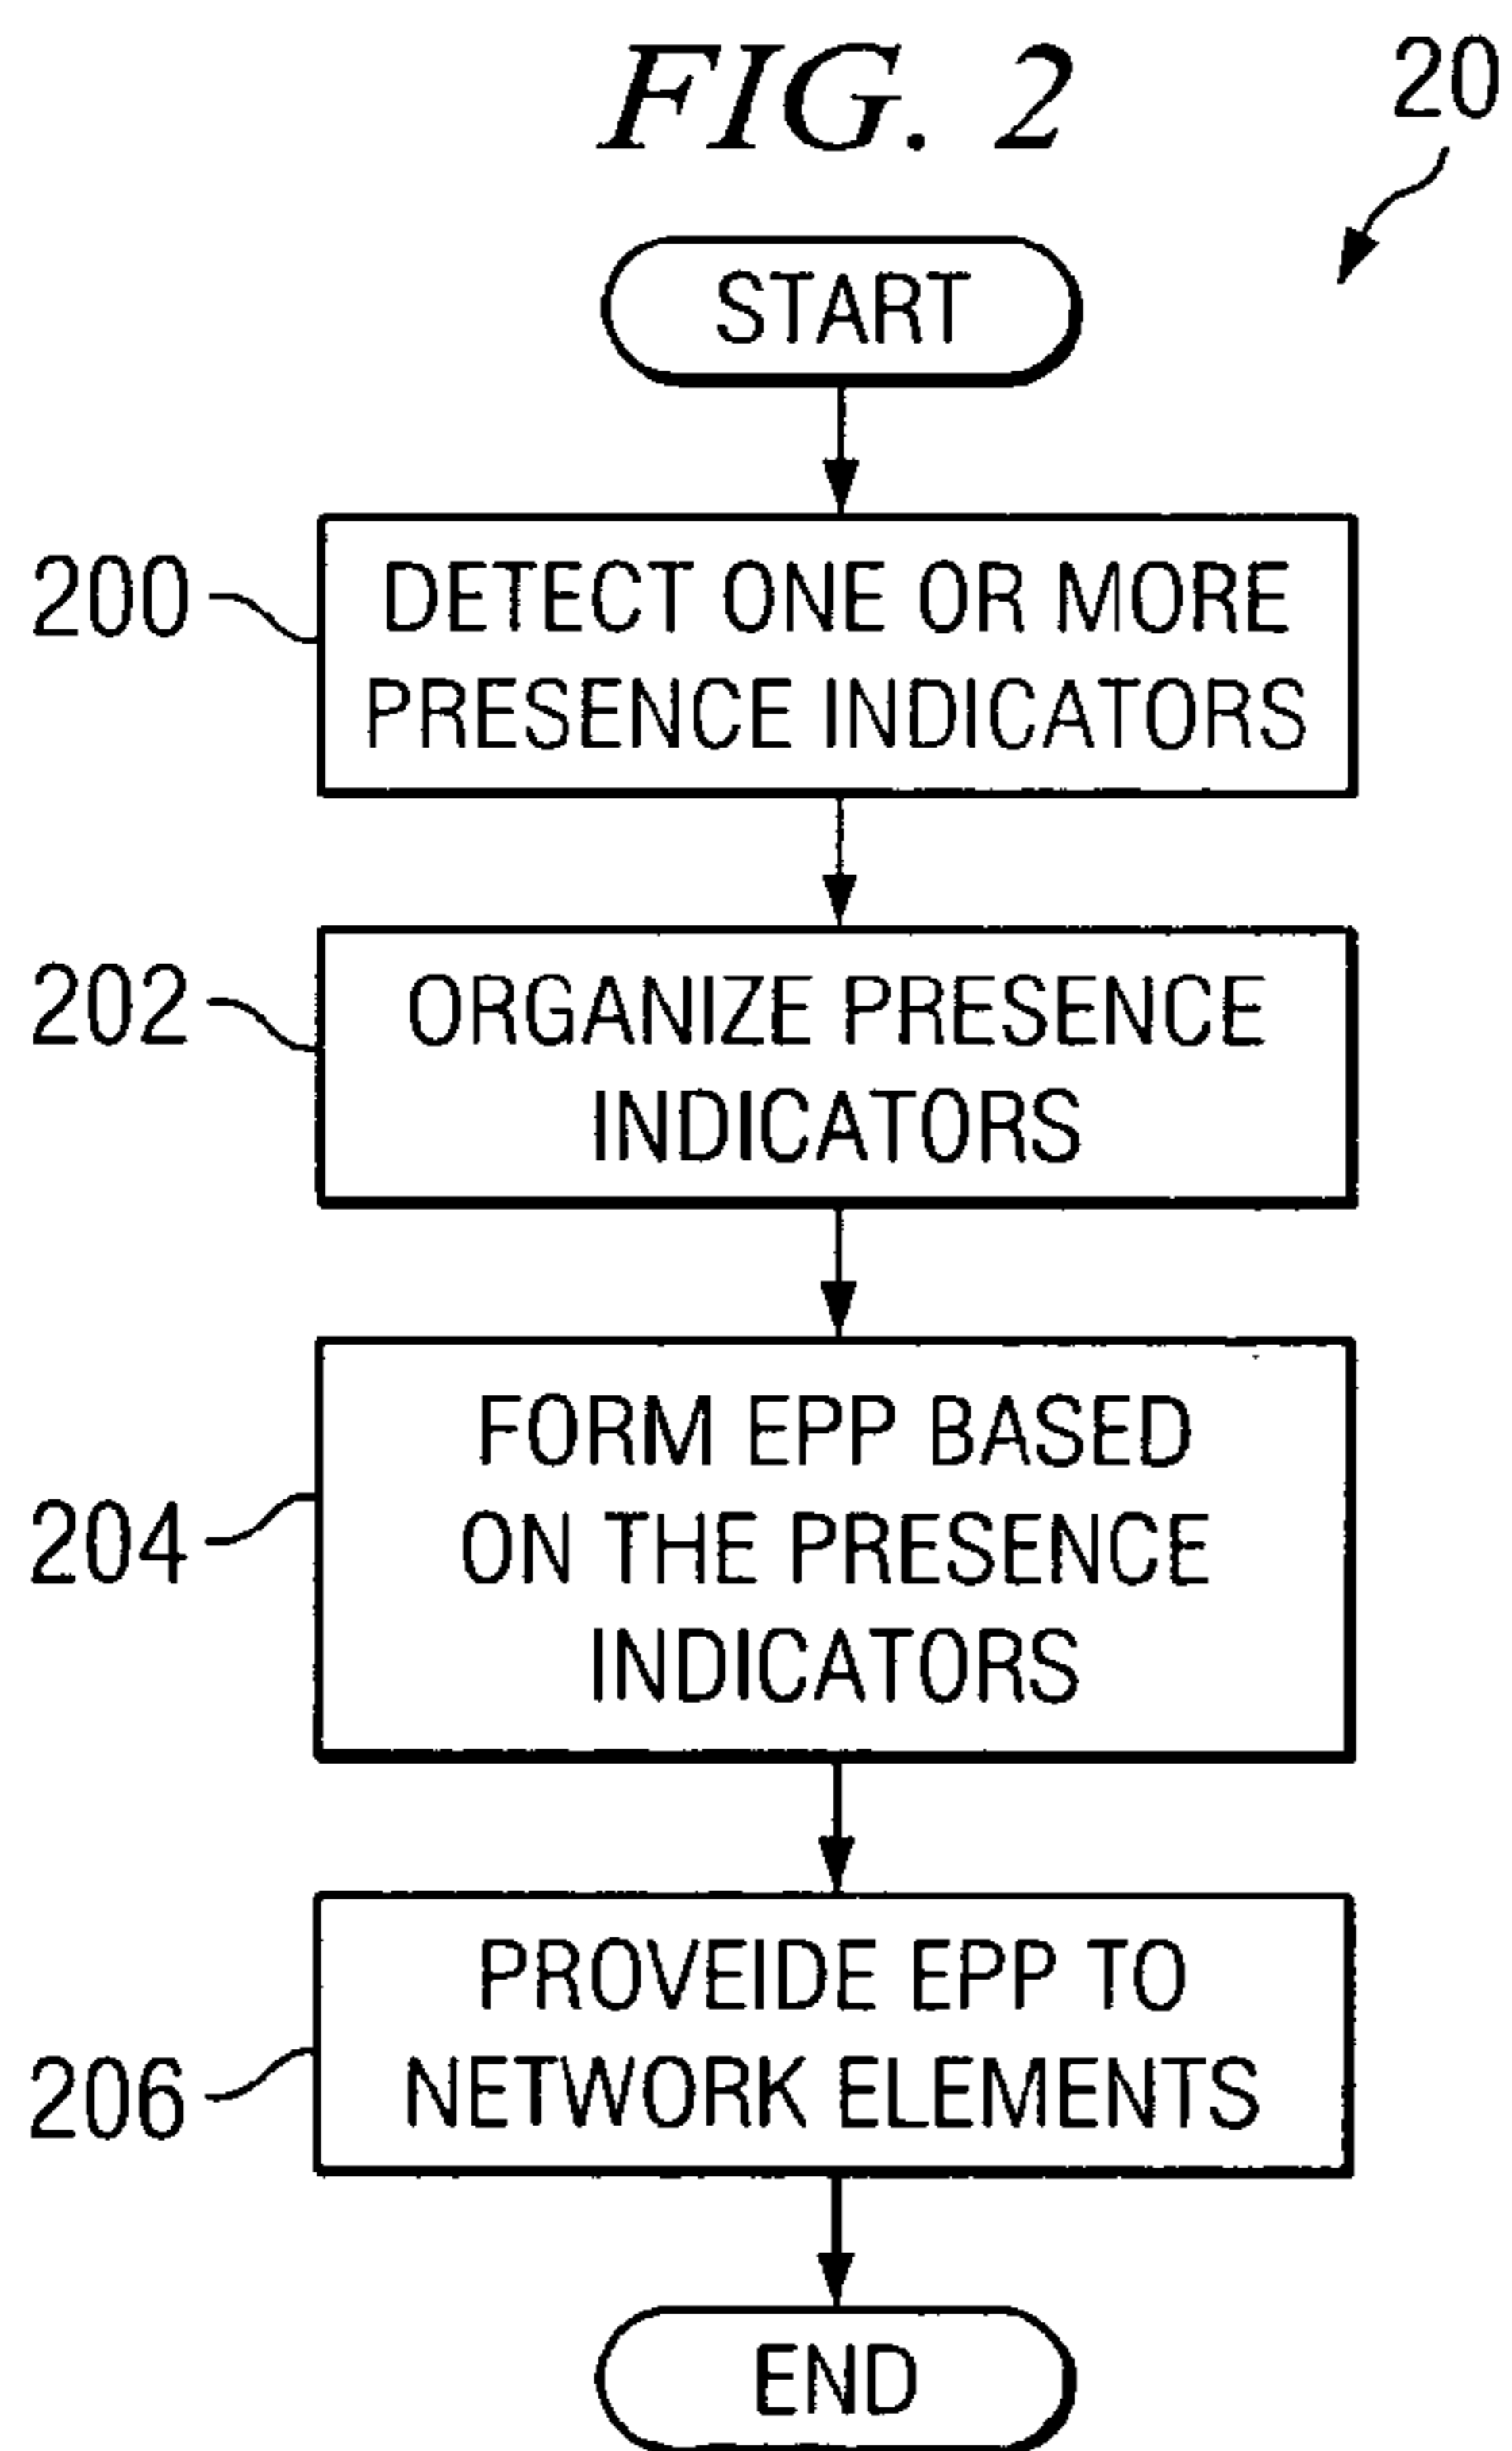 FIG. 2
20
START
200
DETECT ONE OR MORE
PRESENCE INDICATORS
202
ORGANIZE PRESENCE
INDICATORS
204
FORM EPP BASED
ON THE PRESENCE
INDICATORS
206
PROVEIDE EPP TO
NETWORK ELEMENTS
END